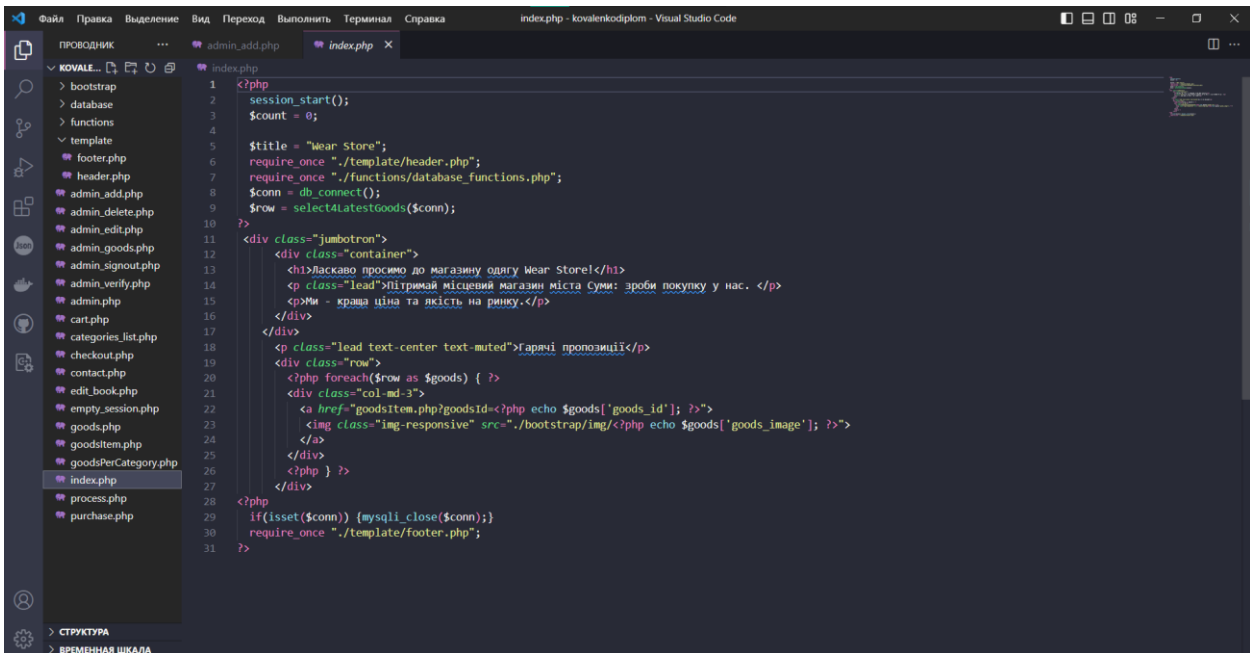 Файл Правка Выделение Вид Переход Выполнить Терминал Справка
index.php - kovalenkodiplom - Visual Studio Code
ПРОВОДНИК ···
admin_add.php
index.php
KOVALE...
index.php
bootstrap
database
functions
template
footer.php
header.php
admin_add.php
admin_delete.php
admin_edit.php
admin_goods.php
admin_signout.php
admin_verify.php
admin.php
cart.php
categories_list.php
checkout.php
contact.php
edit_book.php
empty_session.php
goods.php
goodsItem.php
goodsPerCategory.php
index.php
process.php
purchase.php
СТРУКТУРА
ВРЕМЕННАЯ ШКАЛА
Json
1 <?php
2 session_start();
3 $count = 0;
4
5 $title = "Wear Store";
6 require_once "./template/header.php";
7 require_once "./functions/database_functions.php";
8 $conn = db_connect();
9 $row = select4LatestGoods($conn);
10 ?>
11 <div class="jumbotron">
12 <div class="container">
13 <h1>Ласкаво просимо до магазину одягу Wear Store!</h1>
14 <p class="lead">Пітримай місцевий магазин міста Суми: зроби покупку у нас. </p>
15 <p>Ми - краща ціна та якість на ринку.</p>
16 </div>
17 </div>
18 <p class="lead text-center text-muted">Гарячі пропозиції</p>
19 <div class="row">
20 <?php foreach($row as $goods) { ?>
21 <div class="col-md-3">
22 <a href="goodsItem.php?goodsId=<?php echo $goods['goods_id']; ?>">
23 <img class="img-responsive" src="./bootstrap/img/<?php echo $goods['goods_image']; ?>">
24 </a>
25 </div>
26 <?php } ?>
27 </div>
28 <?php
29 if(isset($conn)) {mysqli_close($conn);}
30 require_once "./template/footer.php";
31 ?>